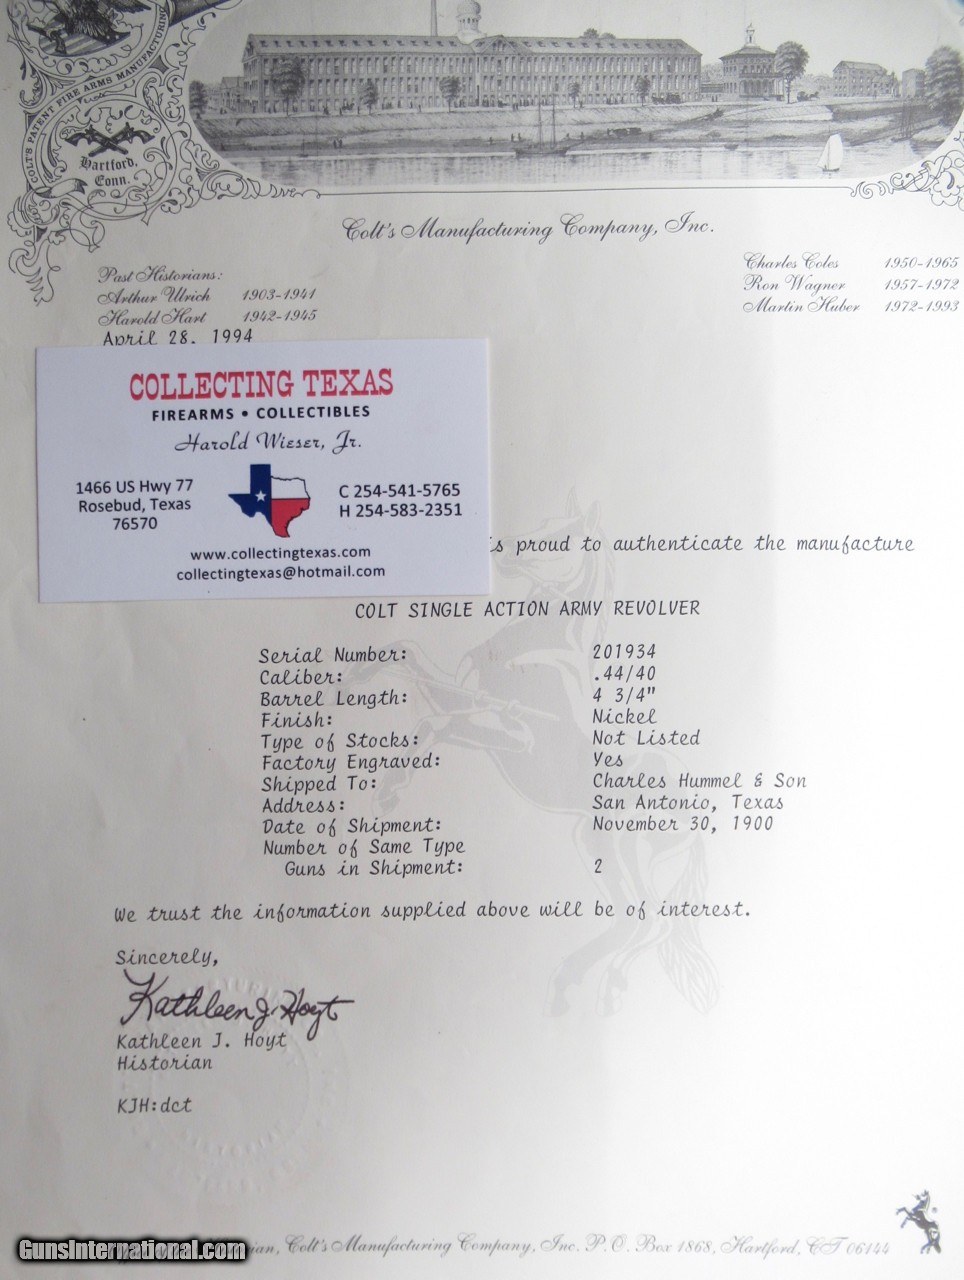 COLT'S PATENT FIRE ARMS MANUFACTURING
Hartford,
Conn.
Colt's Manufacturing Company, Inc.
Past Historians:
Arthur Ulrich 1903-1941
Harold Hart 1942-1945
Charles Coles 1950-1965
Ron Wagner 1957-1972
Martin Huber 1972-1993
April 28, 1994
COLLECTING TEXAS
FIREARMS • COLLECTIBLES
Harold Wieser, Jr.
1466 US Hwy 77
Rosebud, Texas
76570
C 254-541-5765
H 254-583-2351
www.collectingtexas.com
collectingtexas@hotmail.com
is proud to authenticate the manufacture
COLT SINGLE ACTION ARMY REVOLVER
Serial Number: 201934
Caliber: .44/40
Barrel Length: 4 3/4"
Finish: Nickel
Type of Stocks: Not Listed
Factory Engraved: Yes
Shipped To: Charles Hummel & Son
Address: San Antonio, Texas
Date of Shipment: November 30, 1900
Number of Same Type
Guns in Shipment: 2
We trust the information supplied above will be of interest.
Sincerely,
Kathleen J. Hoyt
Kathleen J. Hoyt
Historian
KJH:dct
Colt's Manufacturing Company, Inc. P.O. Box 1868, Hartford, CT 06144
GunsInternational.com